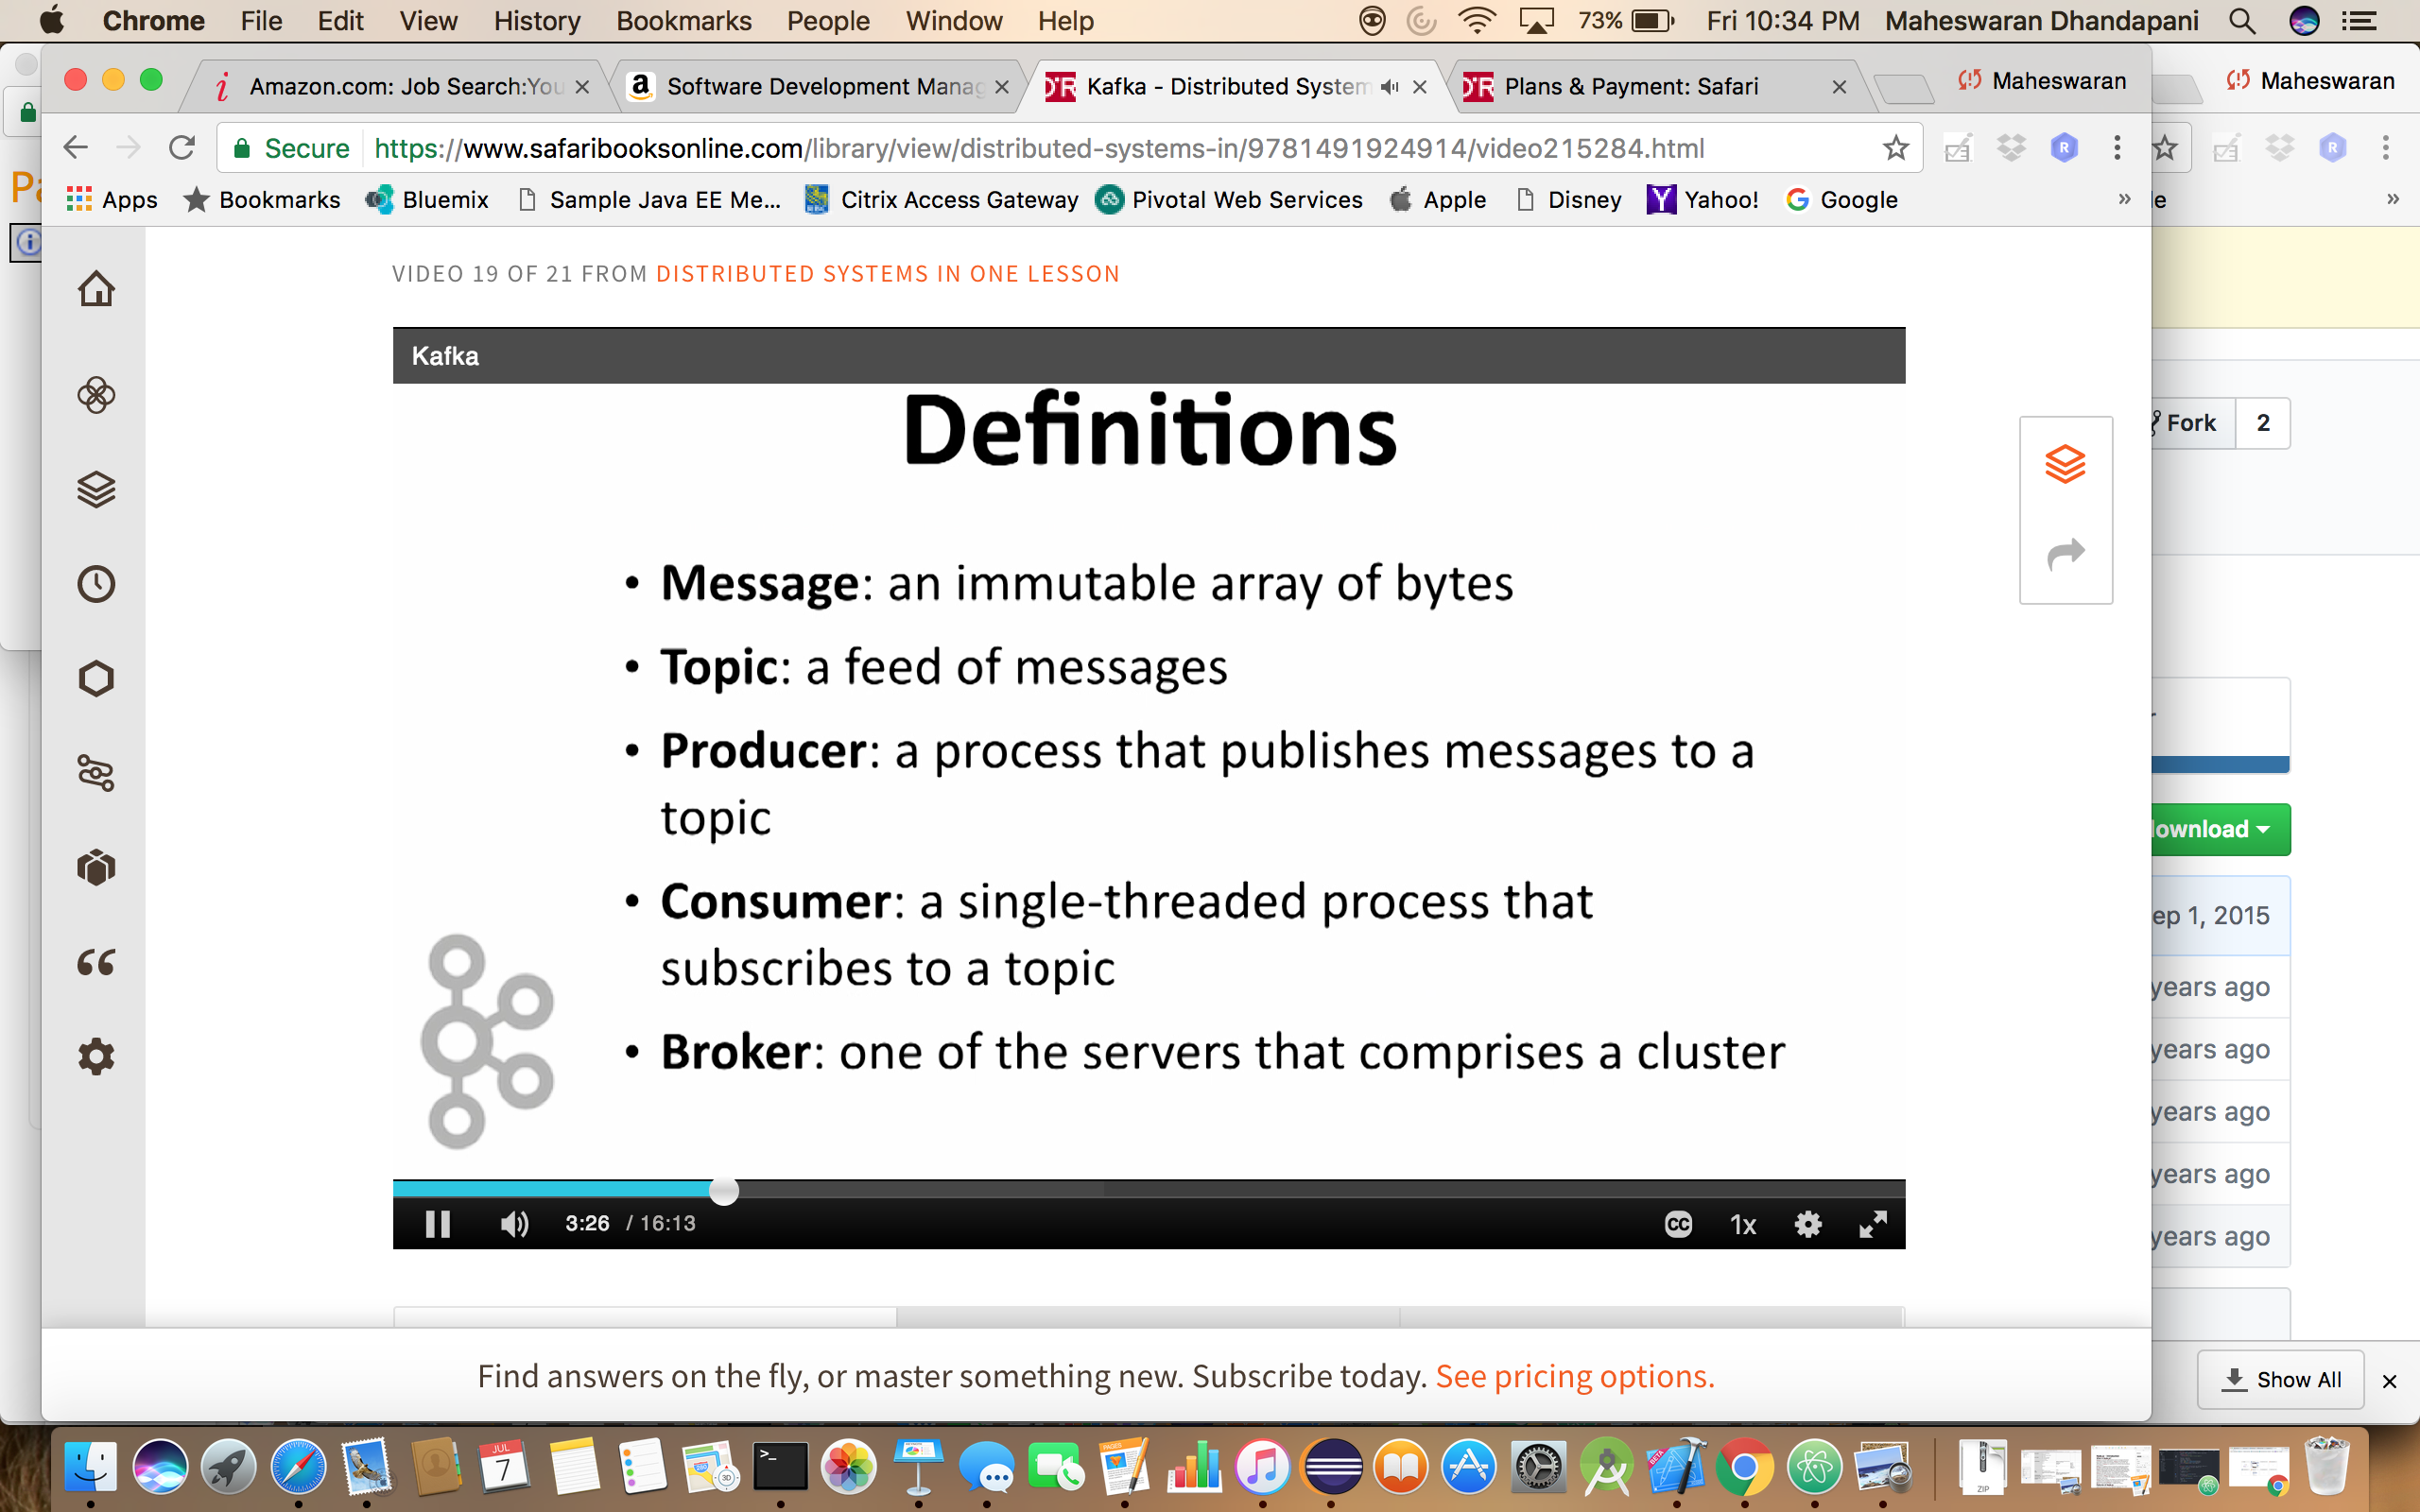 Chrome File Edit View History Bookmarks People Window Help 73% Fri 10:34 PM Maheswaran Dhandapani
Amazon.com: Job Search:You Software Development Manag Kafka - Distributed System Plans & Payment: Safari Maheswaran Maheswaran
Secure https://www.safaribooksonline.com/library/view/distributed-systems-in/9781491924914/video215284.html
Apps Bookmarks Bluemix Sample Java EE Me... Citrix Access Gateway Pivotal Web Services Apple Disney Yahoo! Google » le »
VIDEO 19 OF 21 FROM DISTRIBUTED SYSTEMS IN ONE LESSON
Kafka
Definitions
Fork 2
• Message: an immutable array of bytes
• Topic: a feed of messages
• Producer: a process that publishes messages to a
topic
ownload
• Consumer: a single-threaded process that
subscribes to a topic
ep 1, 2015
years ago
• Broker: one of the servers that comprises a cluster
years ago
years ago
years ago
years ago
3:26 / 16:13 CC 1x
Find answers on the fly, or master something new. Subscribe today. See pricing options.
Show All
JUL
7
ZIP